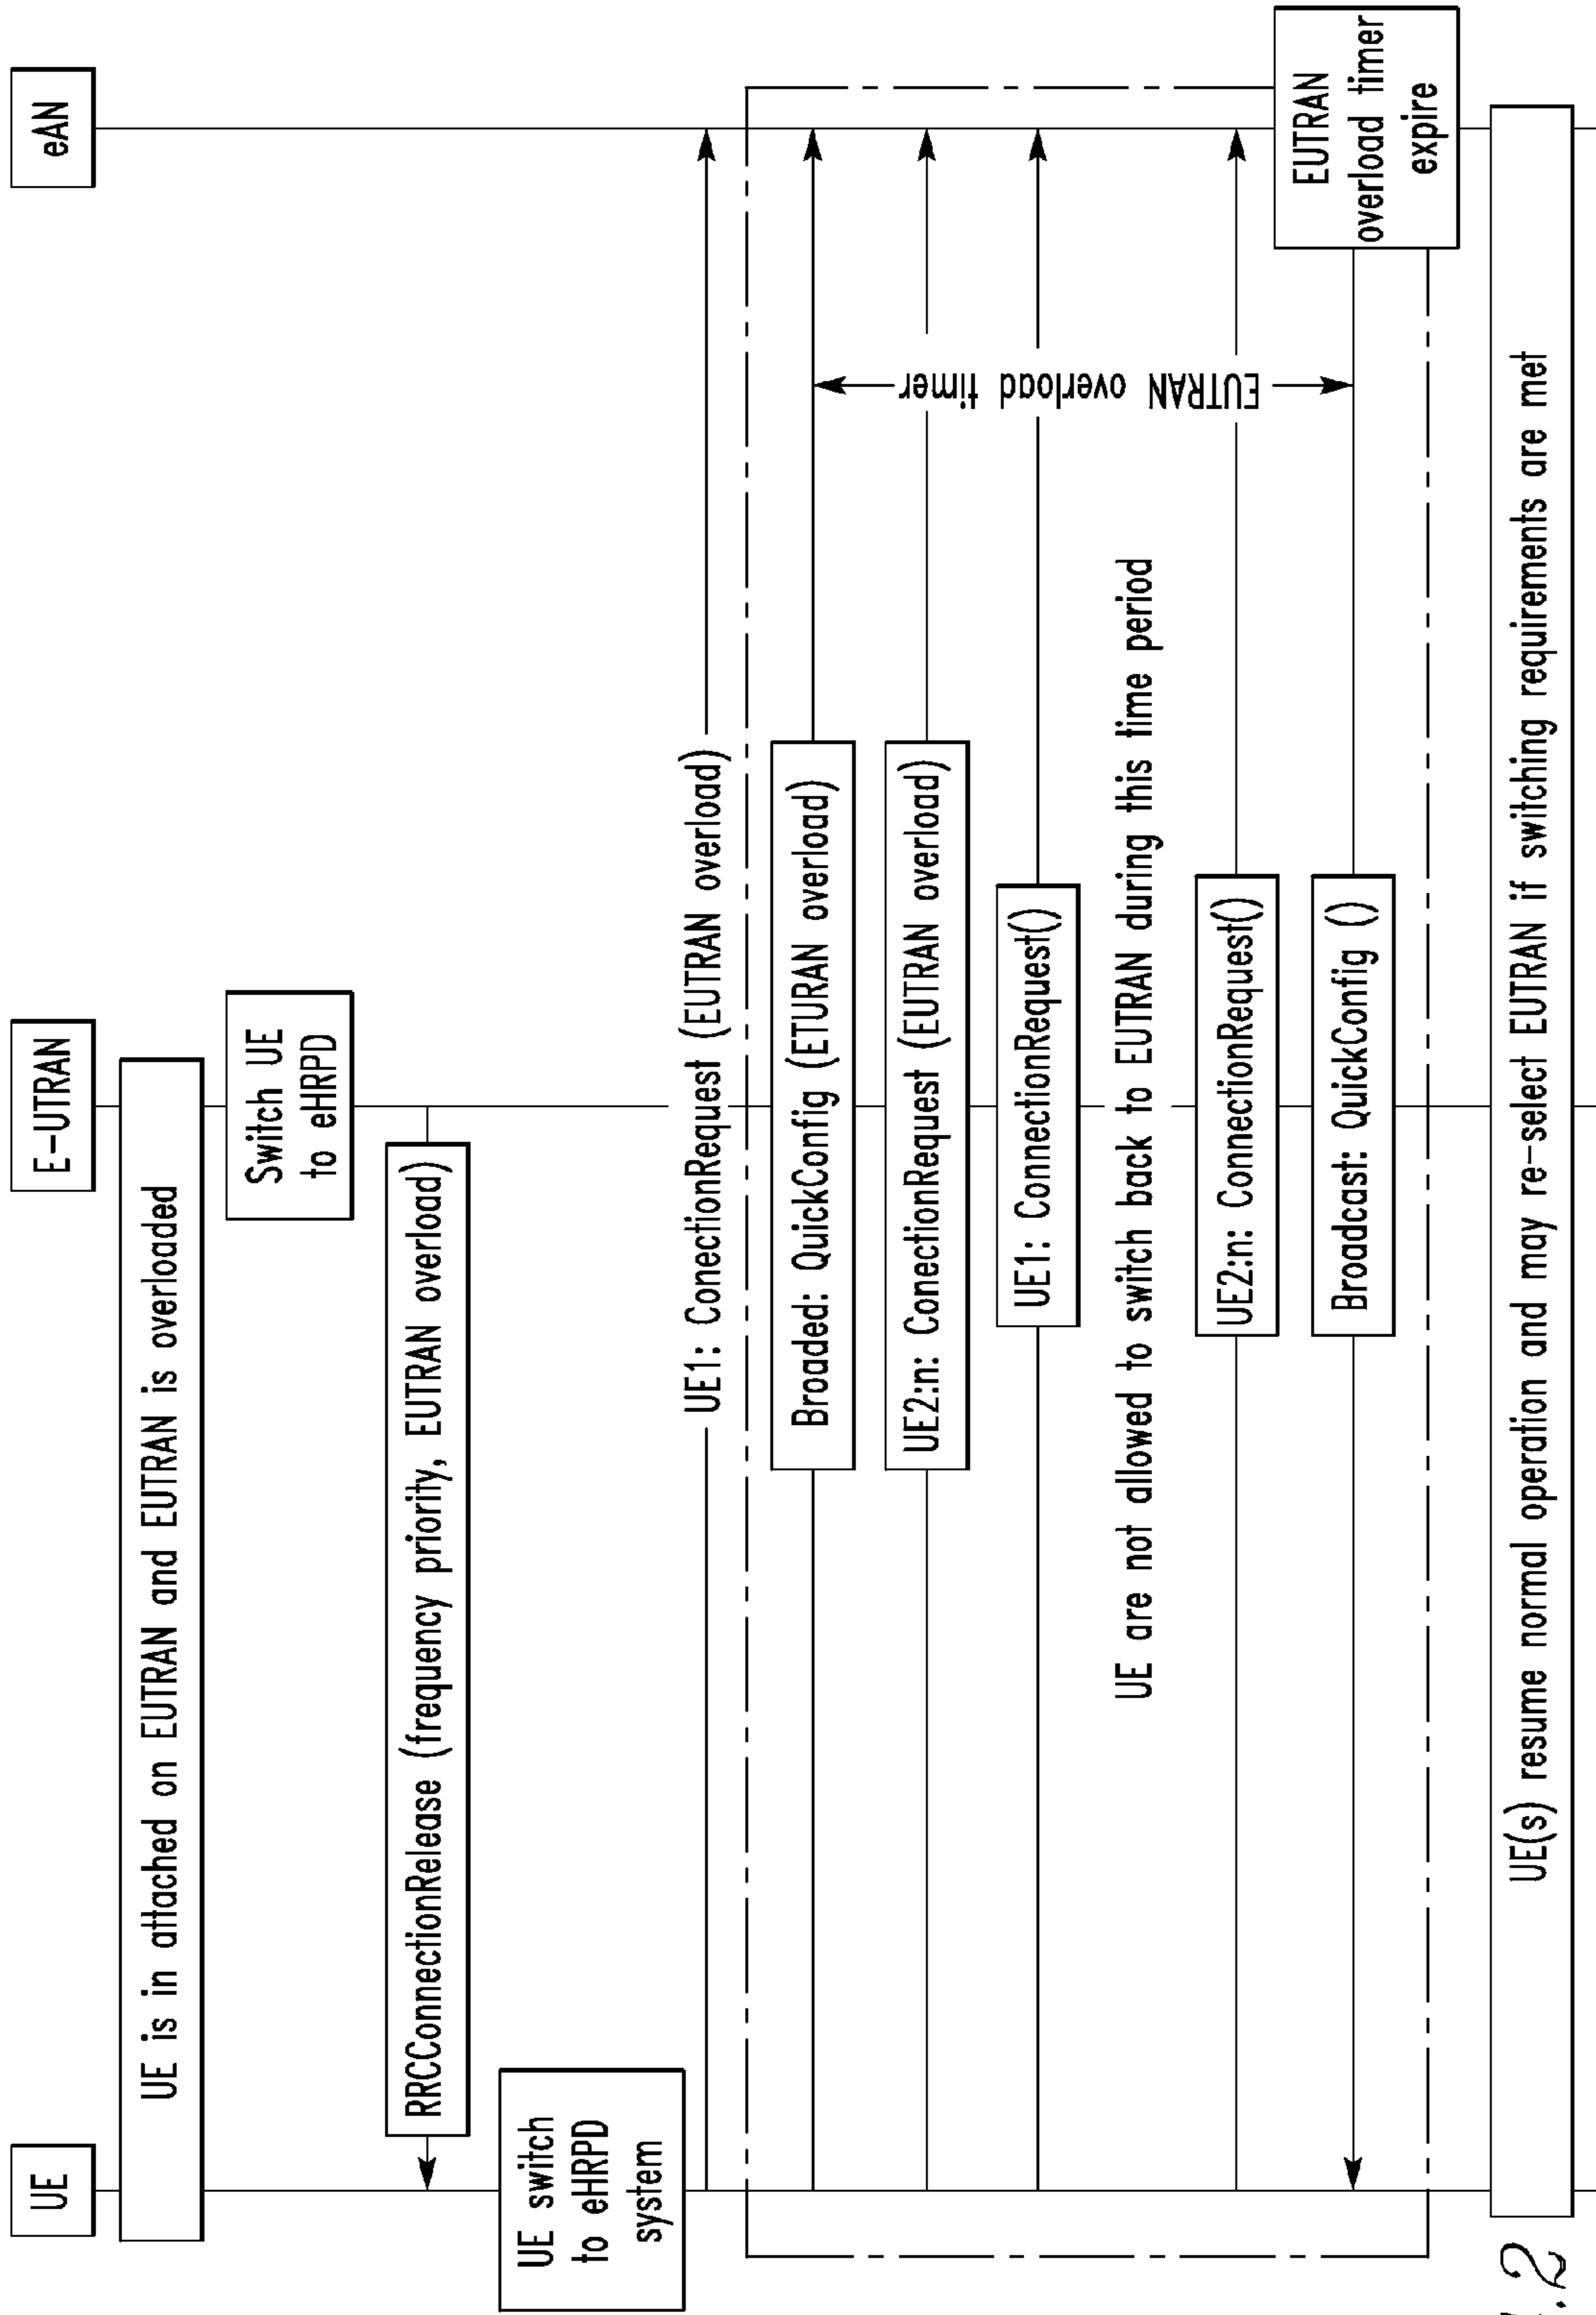 UE
E-UTRAN
eAN
UE is in attached on EUTRAN and EUTRAN is overloaded
Switch UE
to eHRPD
RRCConnectionRelease (frequency priority, EUTRAN overload)
UE switch
to eHRPD
system
UE1: ConectionRequest (EUTRAN overload)
Broaded: QuickConfig (ETURAN overload)
UE2:n: ConectionRequest (EUTRAN overload)
UE1: ConnectionRequest()
EUTRAN overload timer
UE are not allowed to switch back to EUTRAN during this time period
UE2:n: ConnectionRequest()
Broadcast: QuickConfig ()
EUTRAN
overload timer
expire
UE(s) resume normal operation and may re-select EUTRAN if switching requirements are met
.2